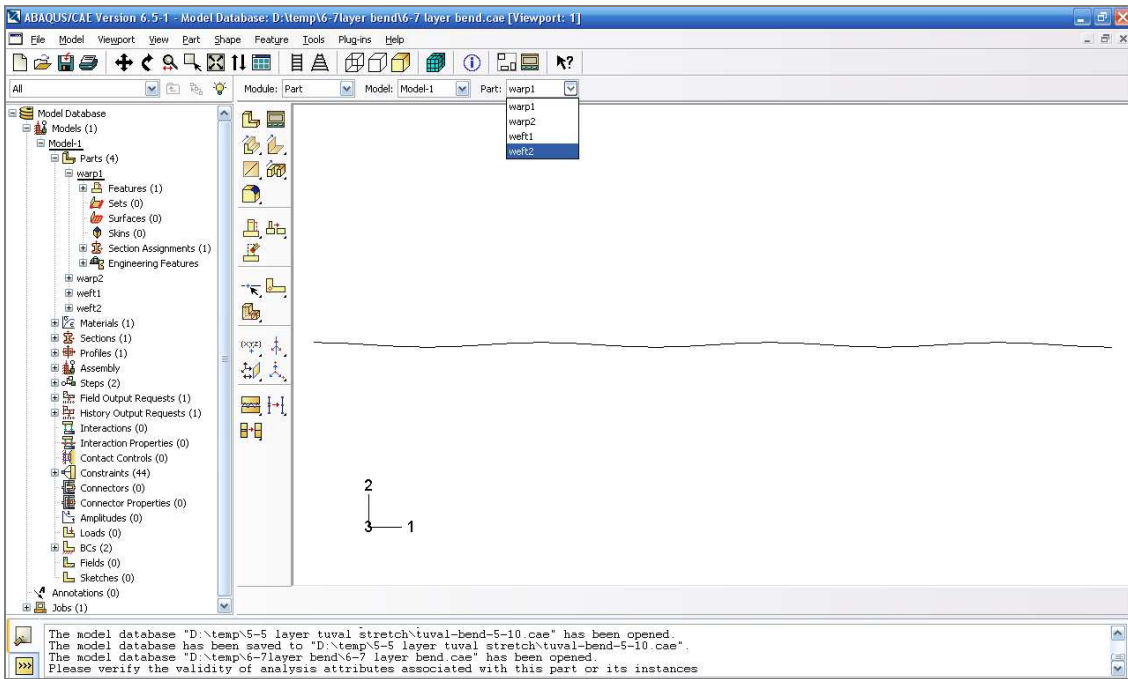 ABAQUS/CAE Version 6.5-1 - Model Database: D:\temp\6-7layer bend\6-7 layer bend.cae [Viewport: 1]
File Model Viewport View Part Shape Feature Tools Plug-ins Help
All Module: Part Model: Model-1 Part: warp1
warp1
warp2
weft1
weft2
Model Database
Models (1)
Model-1
Parts (4)
warp1
Features (1)
Sets (0)
Surfaces (0)
Skins (0)
Section Assignments (1)
Engineering Features
warp2
weft1
weft2
Materials (1)
Sections (1)
Profiles (1)
Assembly
Steps (2)
Field Output Requests (1)
History Output Requests (1)
Interactions (0)
Interaction Properties (0)
Contact Controls (0)
Constraints (44)
Connectors (0)
Connector Properties (0)
Amplitudes (0)
Loads (0)
BCs (2)
Fields (0)
Sketches (0)
Annotations (0)
Jobs (1)
(XYZ)
2
3 1
The model database "D:\temp\5-5 layer tuval stretch\tuval-bend-5-10.cae" has been opened.
The model database has been saved to "D:\temp\5-5 layer tuval stretch\tuval-bend-5-10.cae".
The model database "D:\temp\6-7layer bend\6-7 layer bend.cae" has been opened.
Please verify the validity of analysis attributes associated with this part or its instances